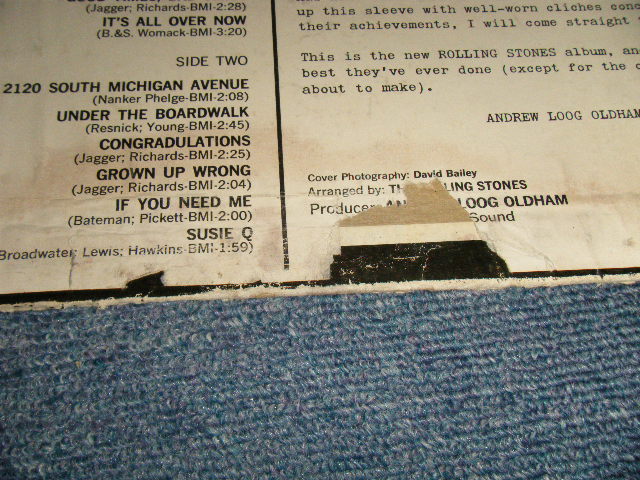 (Jagger; Richards-BMI-2:28)
IT'S ALL OVER NOW
(B.&S. Womack-BMI-3:20)
SIDE TWO
2120 SOUTH MICHIGAN AVENUE
(Nanker Phelge-BMI-2:08)
UNDER THE BOARDWALK
(Resnick; Young-BMI-2:45)
CONGRADULATIONS
(Jagger; Richards-BMI-2:25)
GROWN UP WRONG
(Jagger; Richards-BMI-2:04)
IF YOU NEED ME
(Bateman; Pickett-BMI-2:00)
SUSIE Q
Broadwater; Lewis; Hawkins-BMI-1:59)
up this sleeve with well-worn cliches
their achievements, I will come straight
This is the new ROLLING STONES album,
best they've ever done (except for the
about to make).
ANDREW LOOG OLDHAM
Cover Photography: David Bailey
Arranged by: STONES
LOOG OLDHAM
Sound